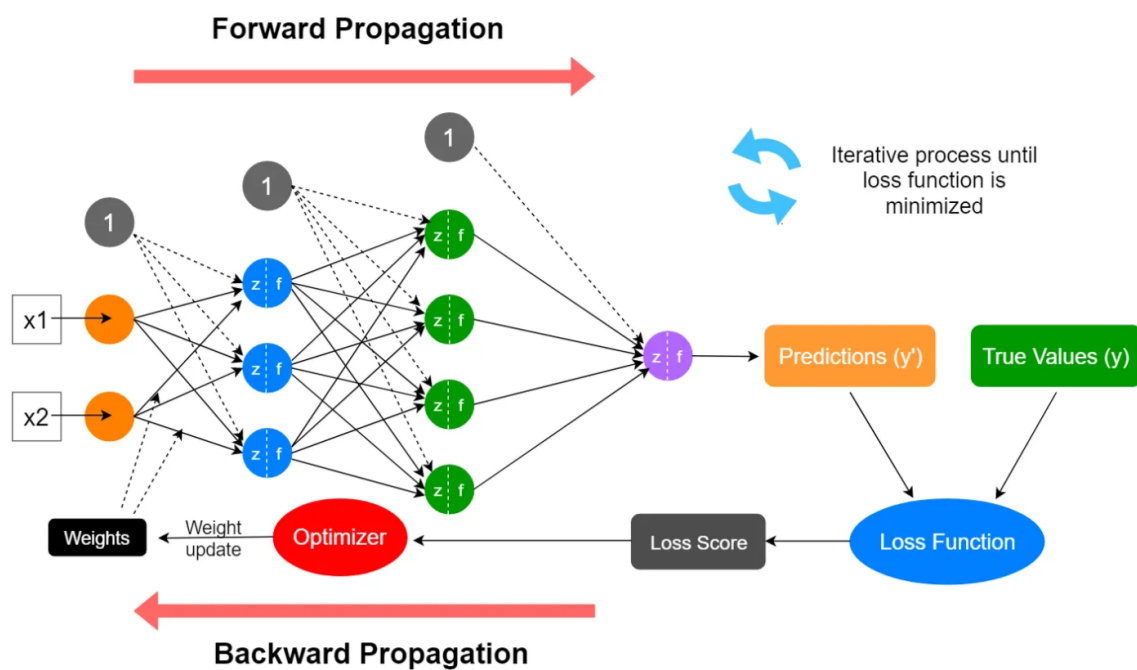 Forward Propagation
1
1
1
Iterative process until
loss function is
minimized
z f
z f
x1
z f
z f
z f
Predictions (y')
True Values (y)
x2
z f
z f
z f
Weights
Weight
update
Optimizer
Loss Score
Loss Function
Backward Propagation